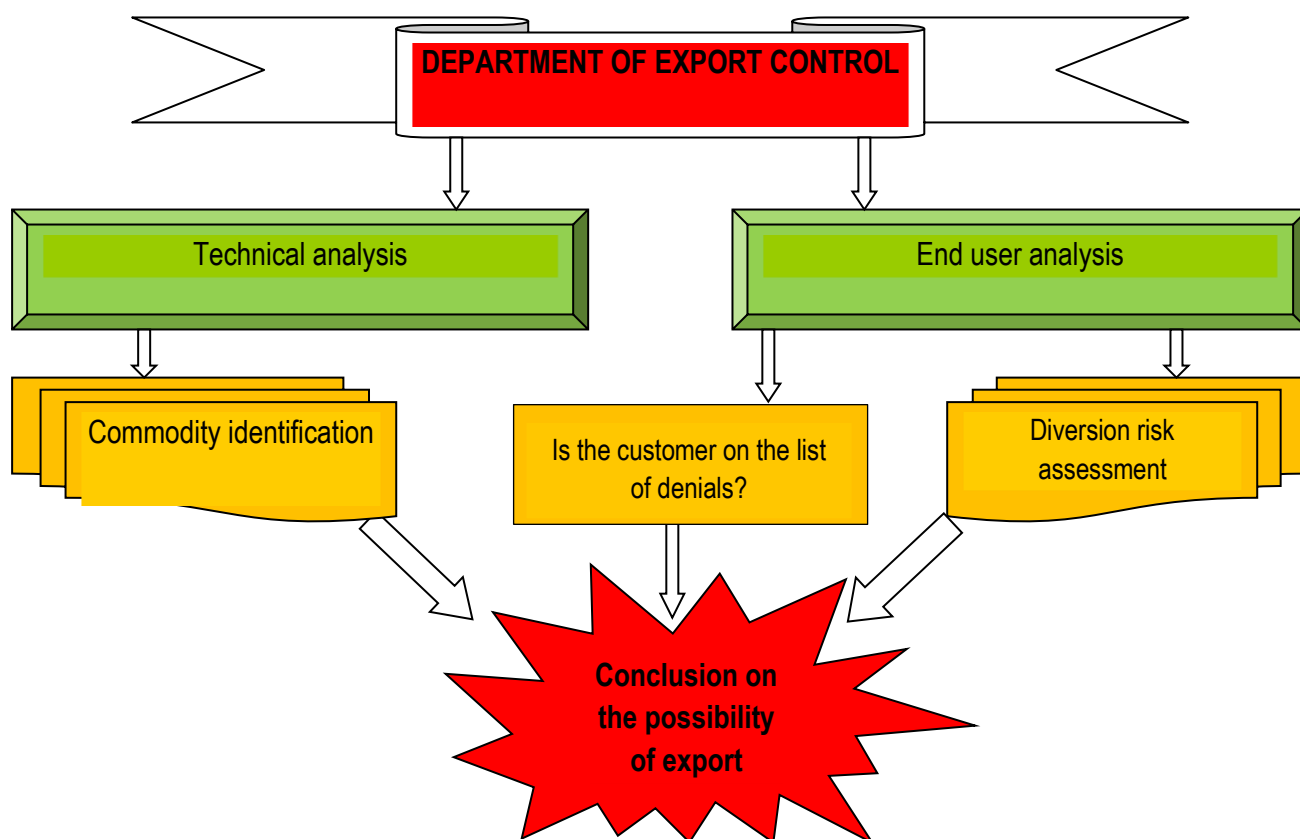 DEPARTMENT OF EXPORT CONTROL
Technical analysis
End user analysis
Commodity identification
Is the customer on the list
of denials?
Diversion risk
assessment
Conclusion on
the possibility
of export